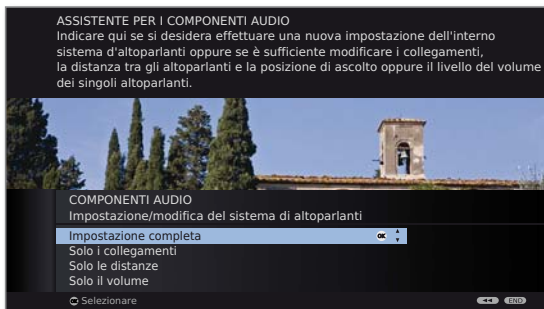 ASSISTENTE PER I COMPONENTI AUDIO
Indicare qui se si desidera effettuare una nuova impostazione dell'interno
sistema d'altoparlanti oppure se è sufficiente modificare i collegamenti,
la distanza tra gli altoparlanti e la posizione di ascolto oppure il livello del volume
dei singoli altoparlanti.
COMPONENTI AUDIO
Impostazione/modifica del sistema di altoparlanti
Impostazione completa OK
Solo i collegamenti
Solo le distanze
Solo il volume
OK Selezionare END